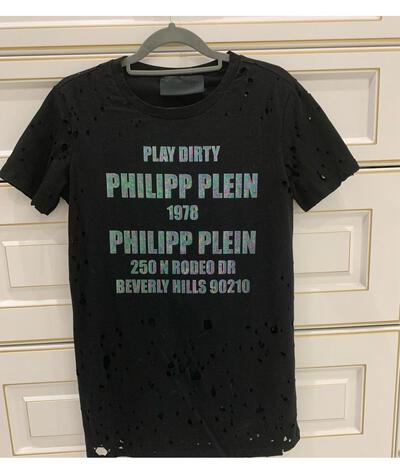 PLAY DIRTY
PHILIPP PLEIN
1978
PHILIPP PLEIN
250 N RODEO DR
BEVERLY HILLS 90210